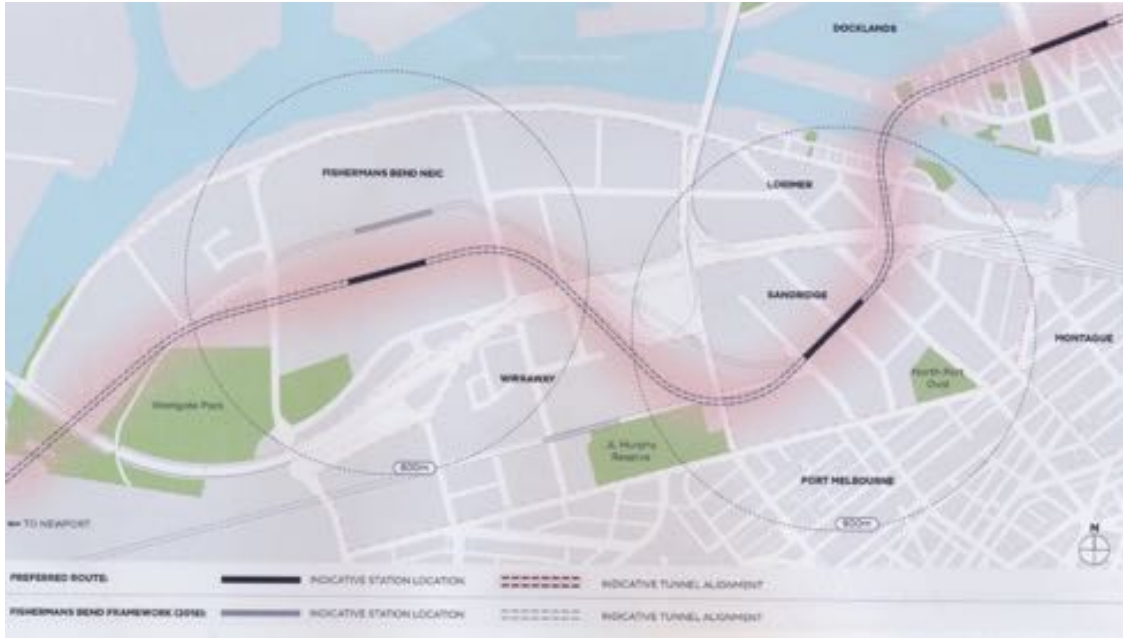 DOCKLANDS
FISHERMANS BEND NEIC
LORIMER
SANDRIDGE
MONTAGUE
WIRRAWAY
North Port
Oval
Westgate Park
JL Murphy
Reserve
800m
PORT MELBOURNE
800m
TO NEWPORT
N
PREFERRED ROUTE:
INDICATIVE STATION LOCATION
INDICATIVE TUNNEL ALIGNMENT
FISHERMANS BEND FRAMEWORK (2018):
INDICATIVE STATION LOCATION
INDICATIVE TUNNEL ALIGNMENT